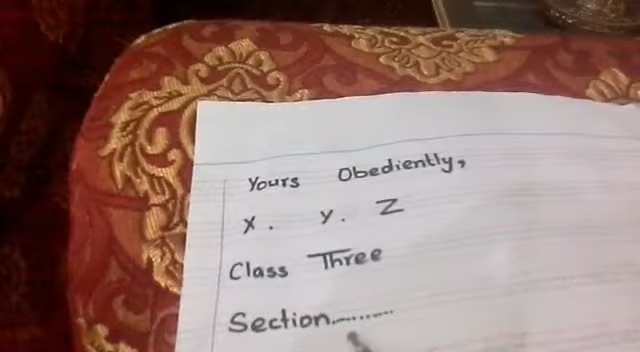 Yours Obediently,
X. Y. Z
Class Three
Section..........